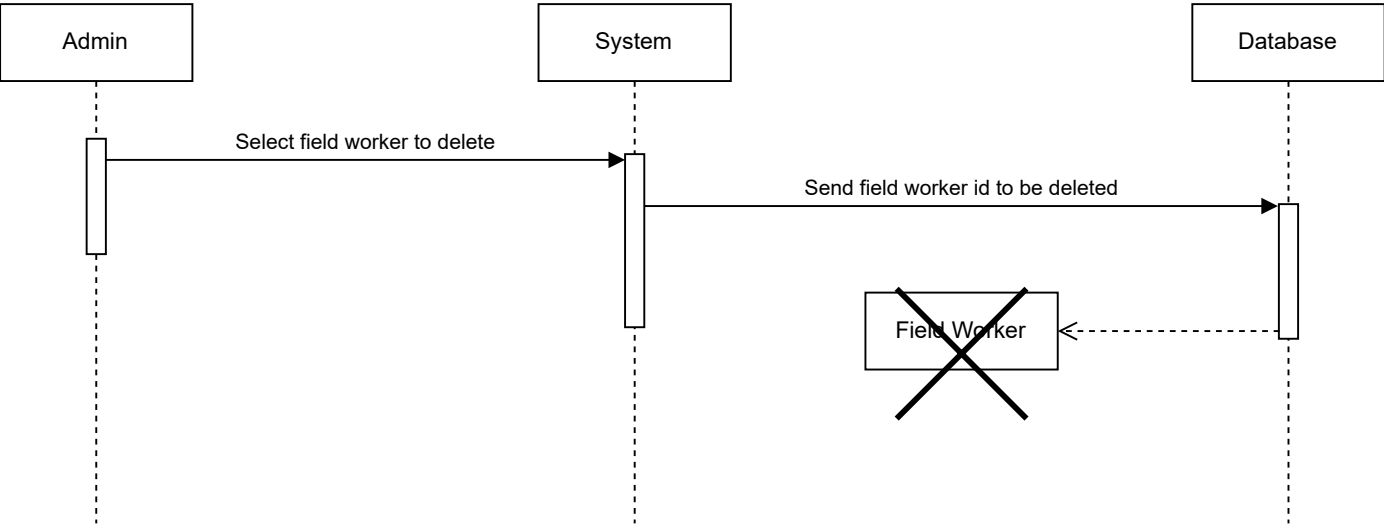 Admin
System
Database
Select field worker to delete
Send field worker id to be deleted
Field Worker